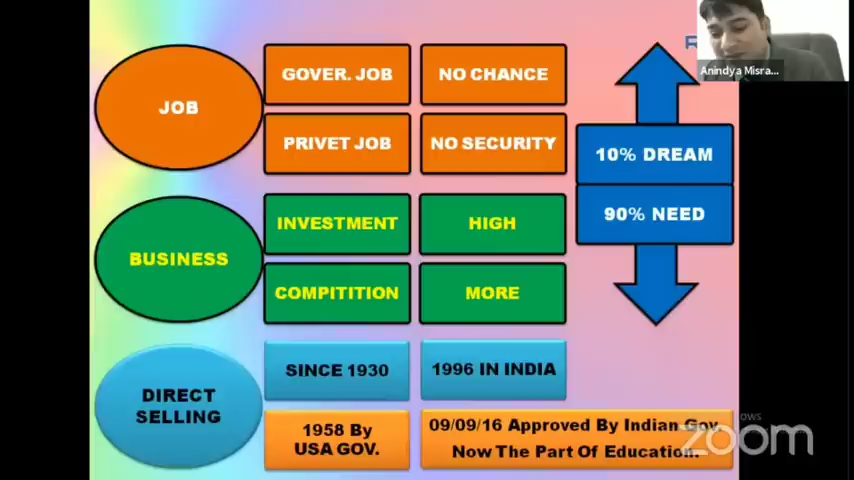 Anindya Misra...
JOB
GOVER. JOB
NO CHANCE
PRIVET JOB
NO SECURITY
10% DREAM
90% NEED
BUSINESS
INVESTMENT
HIGH
COMPITITION
MORE
DIRECT
SELLING
SINCE 1930
1996 IN INDIA
1958 By
USA GOV.
09/09/16 Approved By Indian Gov.
Now The Part Of Education..
zoom